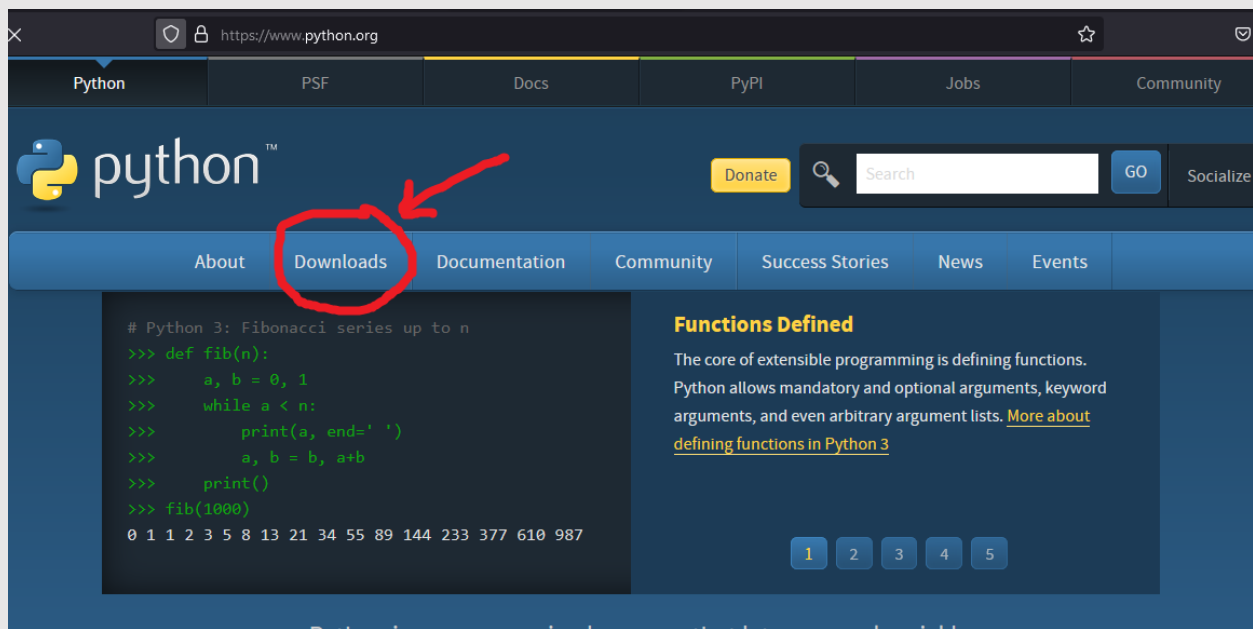 https://www.python.org
Python PSF Docs PyPI Jobs Community
python™
Donate Search GO Socialize
About Downloads Documentation Community Success Stories News Events
# Python 3: Fibonacci series up to n
>>> def fib(n):
>>>     a, b = 0, 1
>>>     while a < n:
>>>         print(a, end=' ')
>>>         a, b = b, a+b
>>>     print()
>>> fib(1000)
0 1 1 2 3 5 8 13 21 34 55 89 144 233 377 610 987
Functions Defined
The core of extensible programming is defining functions.
Python allows mandatory and optional arguments, keyword
arguments, and even arbitrary argument lists. More about
defining functions in Python 3
1 2 3 4 5